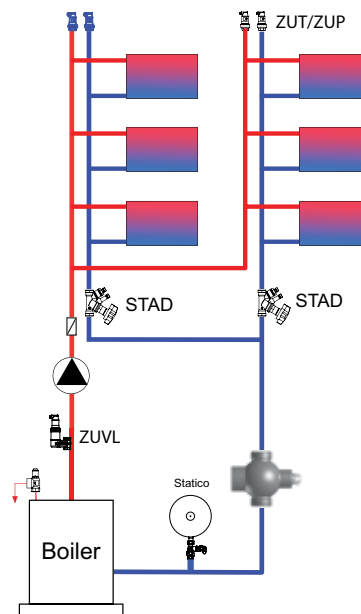 ZUT/ZUP
STAD
STAD
ZUVL
Statico
Boiler